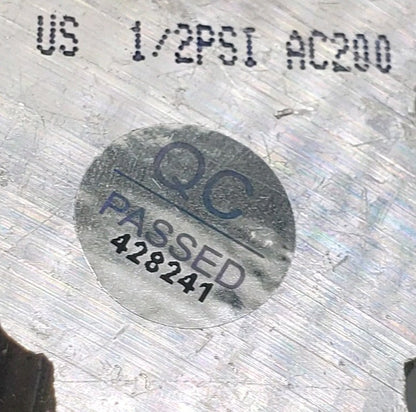 US 1/2PSI AC200
QC
PASSED
428241